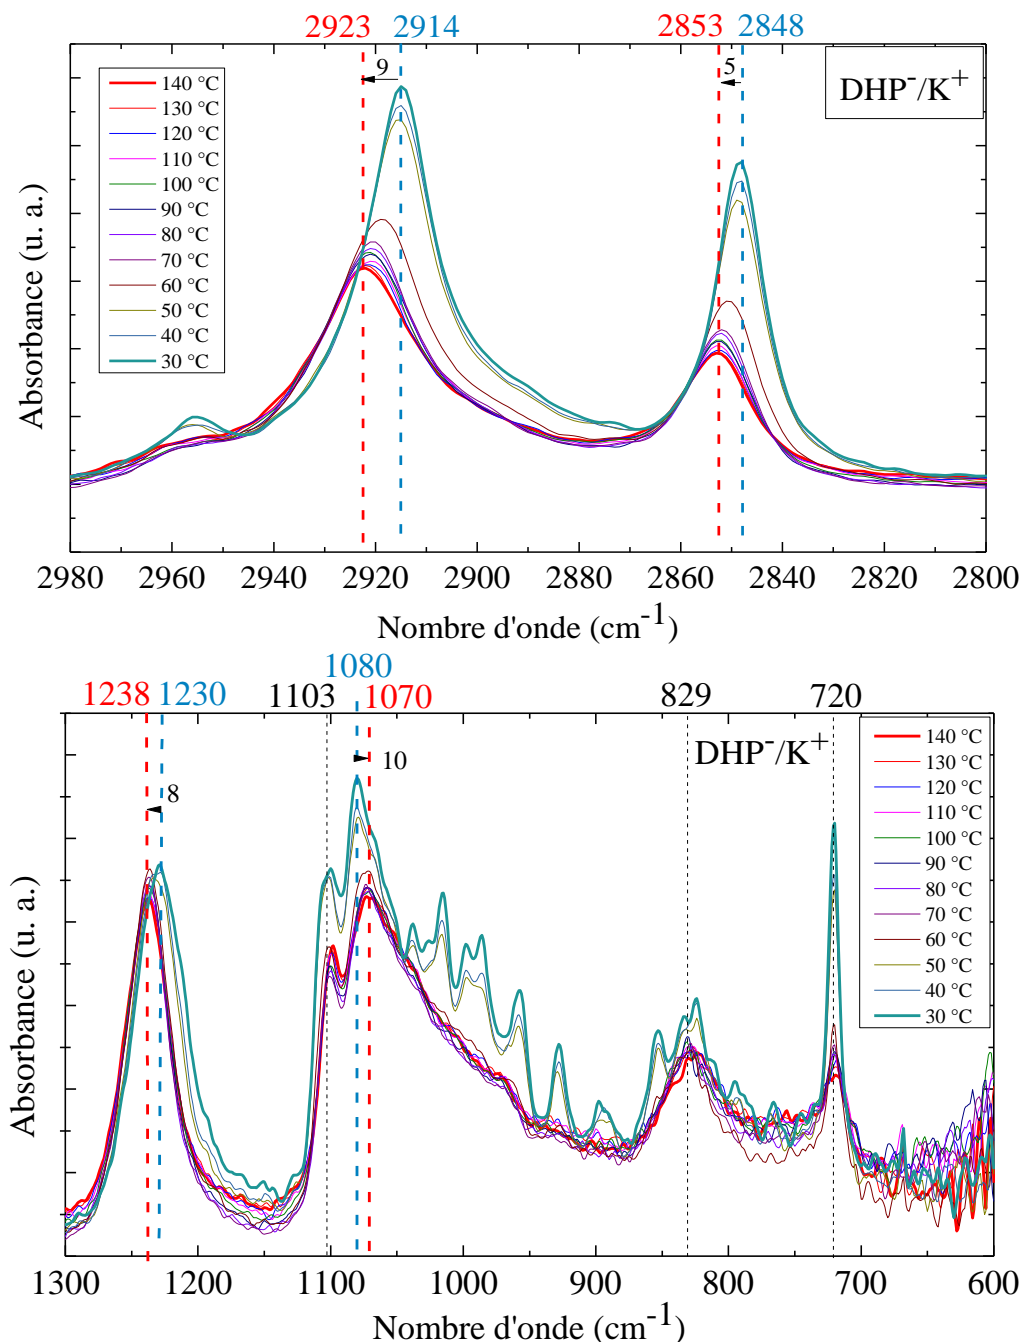 2923 2914 2853 2848
9 5
DHP⁻/K⁺
140 °C
130 °C
120 °C
110 °C
100 °C
90 °C
80 °C
70 °C
60 °C
50 °C
40 °C
30 °C
Absorbance (u. a.)
2980 2960 2940 2920 2900 2880 2860 2840 2820 2800
Nombre d'onde (cm⁻¹)
1080
1238 1230 1103 1070 829 720
DHP⁻/K⁺
10
8
140 °C
130 °C
120 °C
110 °C
100 °C
90 °C
80 °C
70 °C
60 °C
50 °C
40 °C
30 °C
Absorbance (u. a.)
1300 1200 1100 1000 900 800 700 600
Nombre d'onde (cm⁻¹)